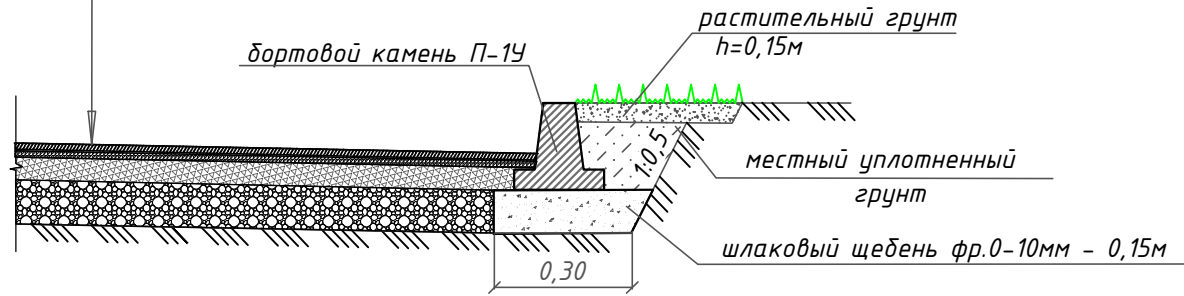 растительный грунт
h=0,15м
бортовой камень П-1У
1:0,5
местный уплотненный
грунт
шлаковый щебень фр.0-10мм - 0,15м
0,30